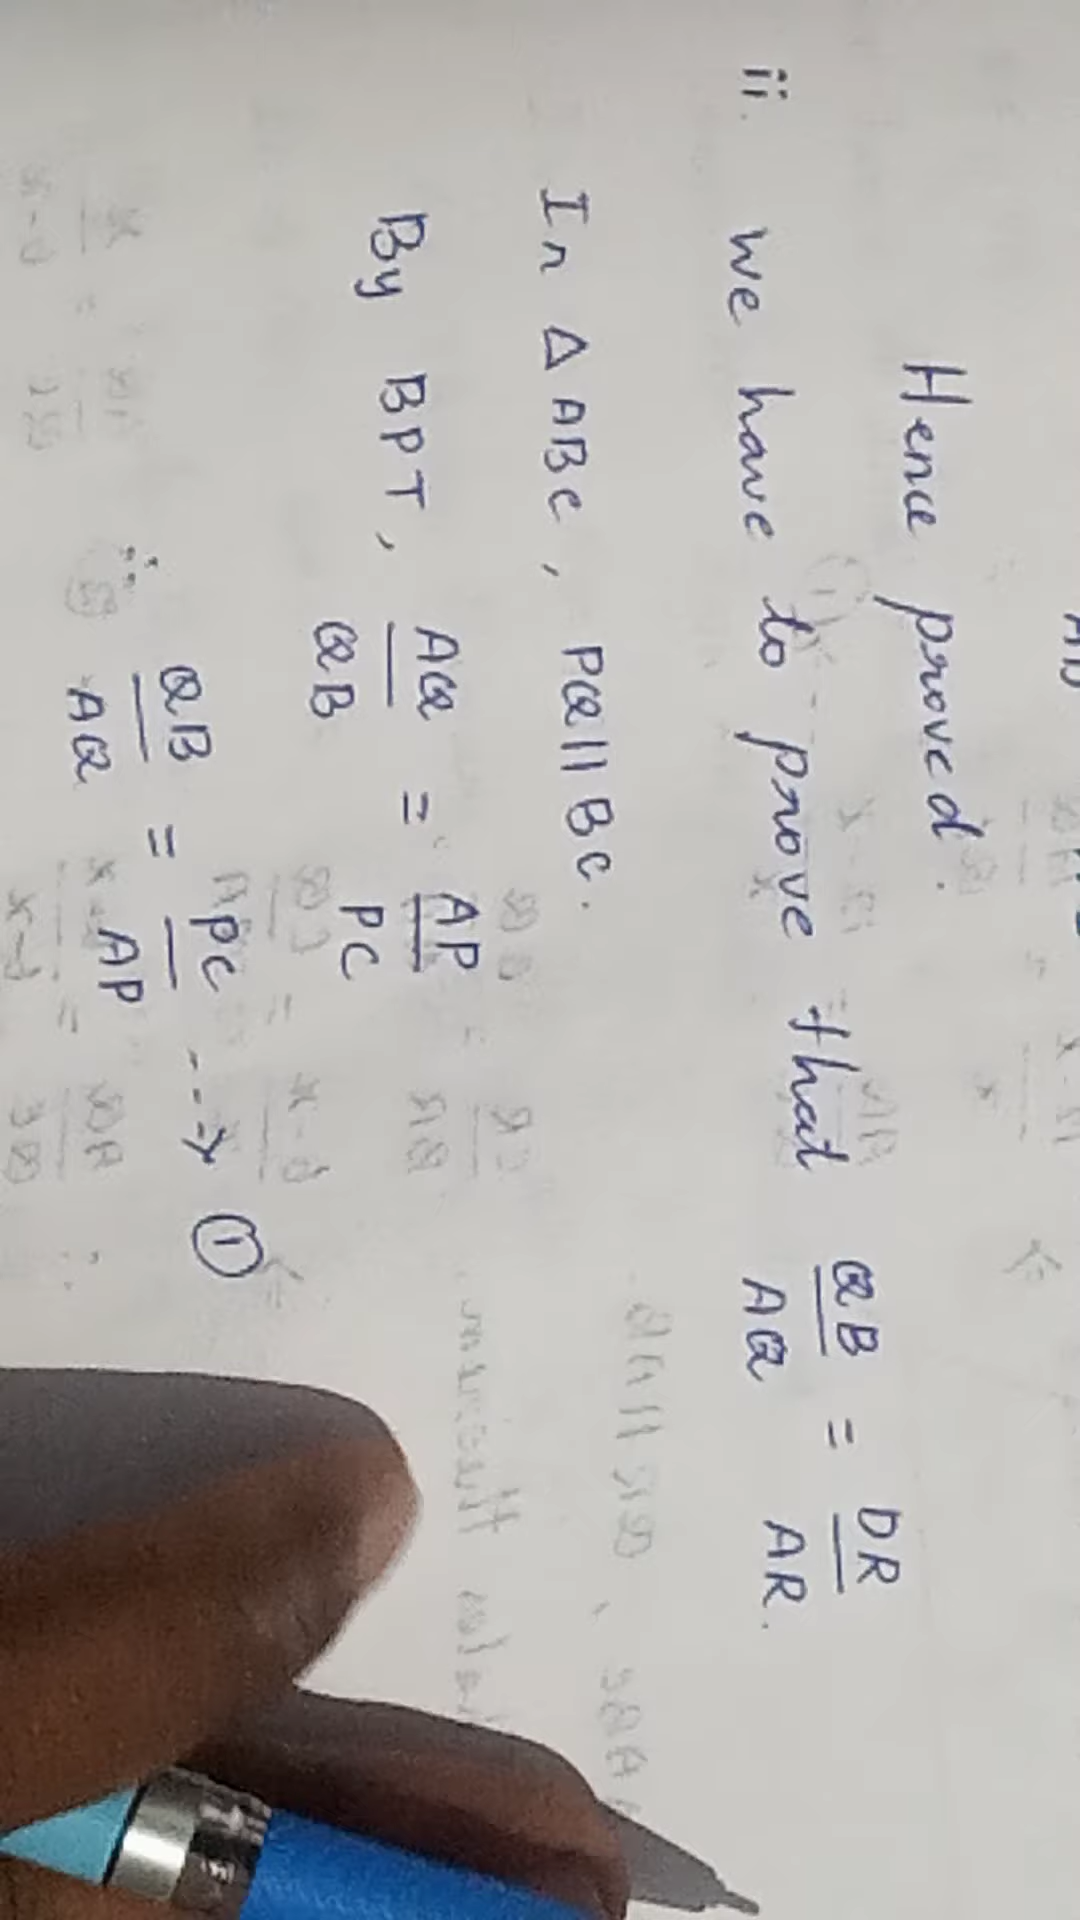 Hence proved.
ii. we have to prove that QB/AQ = DR/AR.
In Δ ABC, PQ||BC.
By BPT, AQ/QB = AP/PC
∴ QB/AQ = PC/AP --→ ①